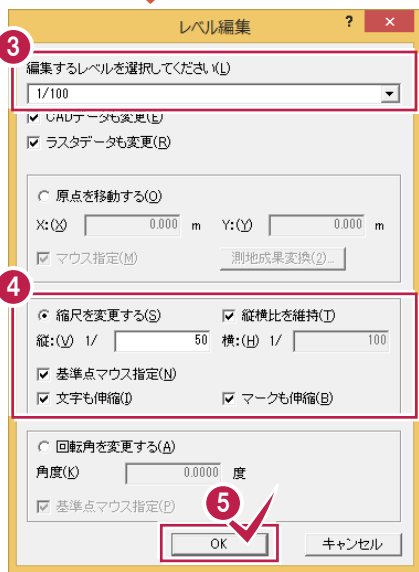 レベル編集 ? ×
3
編集するレベルを選択してください(L)
1/100
CADデータも変更(E)
ラスタデータも変更(R)
原点を移動する(O)
X:(X) 0.000 m Y:(Y) 0.000 m
マウス指定(M) 測地成果変換(2)...
4
縮尺を変更する(S) 縦横比を維持(T)
縦:(V) 1/ 50 横:(H) 1/ 100
基準点マウス指定(N)
文字も伸縮(I) マークも伸縮(B)
回転角を変更する(A)
角度(K) 0.0000 度
基準点マウス指定(P)
5
OK キャンセル